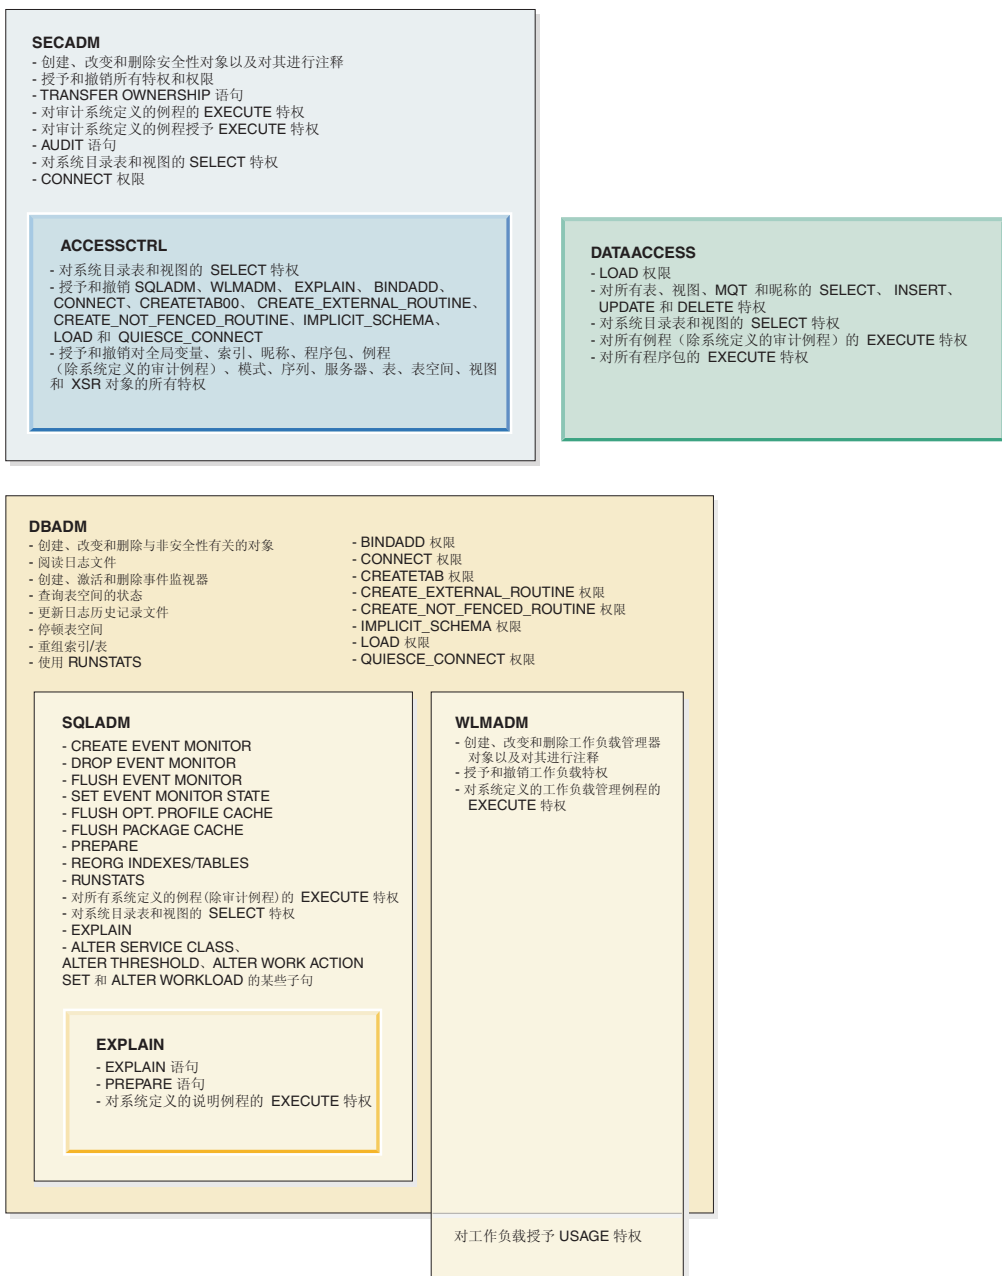 SECADM
- 创建、改变和删除安全性对象以及对其进行注释
- 授予和撤销所有特权和权限
- TRANSFER OWNERSHIP 语句
- 对审计系统定义的例程的 EXECUTE 特权
- 对审计系统定义的例程授予 EXECUTE 特权
- AUDIT 语句
- 对系统目录表和视图的 SELECT 特权
- CONNECT 权限
ACCESSCTRL
- 对系统目录表和视图的 SELECT 特权
- 授予和撤销 SQLADM、WLMADM、 EXPLAIN、 BINDADD、
CONNECT、CREATETAB00、 CREATE_EXTERNAL_ROUTINE、
CREATE_NOT_FENCED_ROUTINE、IMPLICIT_SCHEMA、
LOAD 和 QUIESCE_CONNECT
- 授予和撤销对全局变量、索引、昵称、程序包、例程
（除系统定义的审计例程）、模式、序列、服务器、表、表空间、视图
和 XSR 对象的所有特权
DATAACCESS
- LOAD 权限
- 对所有表、视图、MQT 和昵称的 SELECT、 INSERT、
UPDATE 和 DELETE 特权
- 对系统目录表和视图的 SELECT 特权
- 对所有例程（除系统定义的审计例程）的 EXECUTE 特权
- 对所有程序包的 EXECUTE 特权
DBADM
- 创建、改变和删除与非安全性有关的对象
- 阅读日志文件
- 创建、激活和删除事件监视器
- 查询表空间的状态
- 更新日志历史记录文件
- 停顿表空间
- 重组索引/表
- 使用 RUNSTATS
- BINDADD 权限
- CONNECT 权限
- CREATETAB 权限
- CREATE_EXTERNAL_ROUTINE 权限
- CREATE_NOT_FENCED_ROUTINE 权限
- IMPLICIT_SCHEMA 权限
- LOAD 权限
- QUIESCE_CONNECT 权限
SQLADM
- CREATE EVENT MONITOR
- DROP EVENT MONITOR
- FLUSH EVENT MONITOR
- SET EVENT MONITOR STATE
- FLUSH OPT. PROFILE CACHE
- FLUSH PACKAGE CACHE
- PREPARE
- REORG INDEXES/TABLES
- RUNSTATS
- 对所有系统定义的例程(除审计例程)的 EXECUTE 特权
- 对系统目录表和视图的 SELECT 特权
- EXPLAIN
- ALTER SERVICE CLASS、
ALTER THRESHOLD、ALTER WORK ACTION
SET 和 ALTER WORKLOAD 的某些子句
EXPLAIN
- EXPLAIN 语句
- PREPARE 语句
- 对系统定义的说明例程的 EXECUTE 特权
WLMADM
- 创建、改变和删除工作负载管理器
对象以及对其进行注释
- 授予和撤销工作负载特权
- 对系统定义的工作负载管理例程的
EXECUTE 特权
对工作负载授予 USAGE 特权